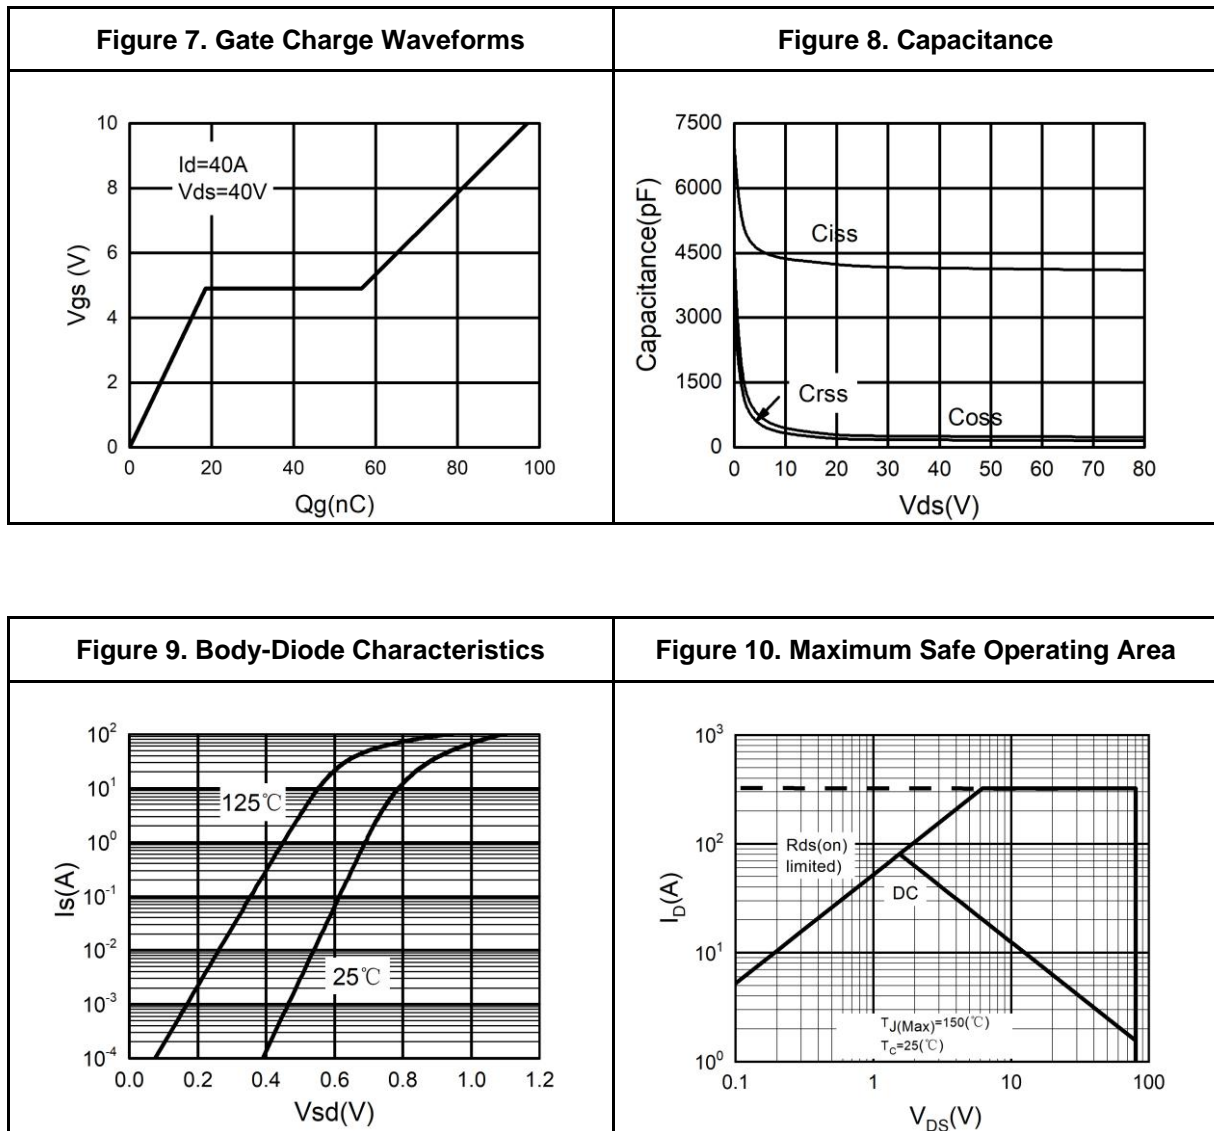 Figure 7. Gate Charge Waveforms
Figure 8. Capacitance
10
8
6
4
2
0
Vgs (V)
Id=40A
Vds=40V
0 20 40 60 80 100
Qg(nC)
7500
6000
4500
3000
1500
0
Capacitance(pF)
Ciss
Crss
Coss
0 10 20 30 40 50 60 70 80
Vds(V)
Figure 9. Body-Diode Characteristics
Figure 10. Maximum Safe Operating Area
10²
10¹
10⁰
10⁻¹
10⁻²
10⁻³
10⁻⁴
Is(A)
125℃
25℃
0.0 0.2 0.4 0.6 0.8 1.0 1.2
Vsd(V)
10³
10²
10¹
10⁰
I_D(A)
Rds(on)
limited)
DC
T_J(Max)=150(℃)
T_C=25(℃)
0.1 1 10 100
V_DS(V)